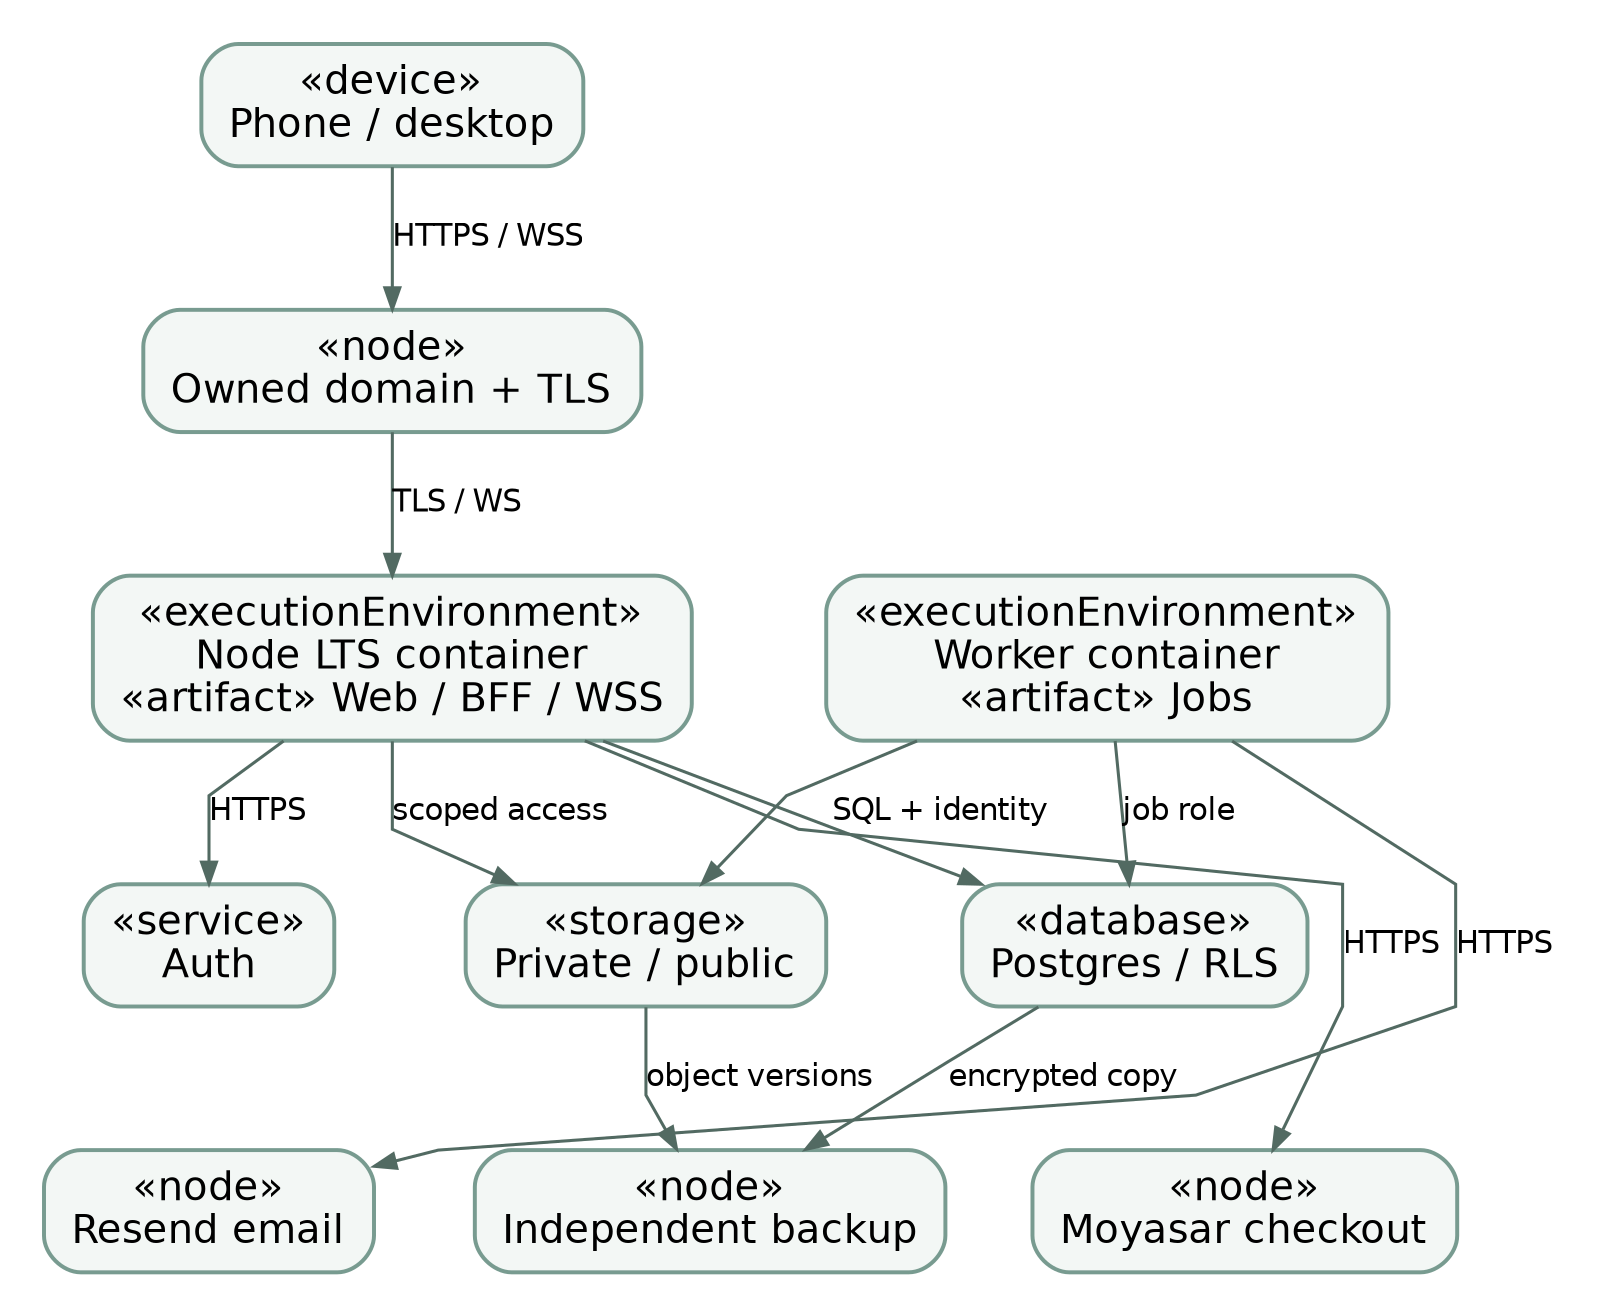 «device»
Phone / desktop
HTTPS / WSS
«node»
Owned domain + TLS
TLS / WS
«executionEnvironment»
Node LTS container
«artifact» Web / BFF / WSS
«executionEnvironment»
Worker container
«artifact» Jobs
HTTPS
scoped access
SQL + identity
job role
«service»
Auth
«storage»
Private / public
«database»
Postgres / RLS
HTTPS
HTTPS
object versions
encrypted copy
«node»
Resend email
«node»
Independent backup
«node»
Moyasar checkout